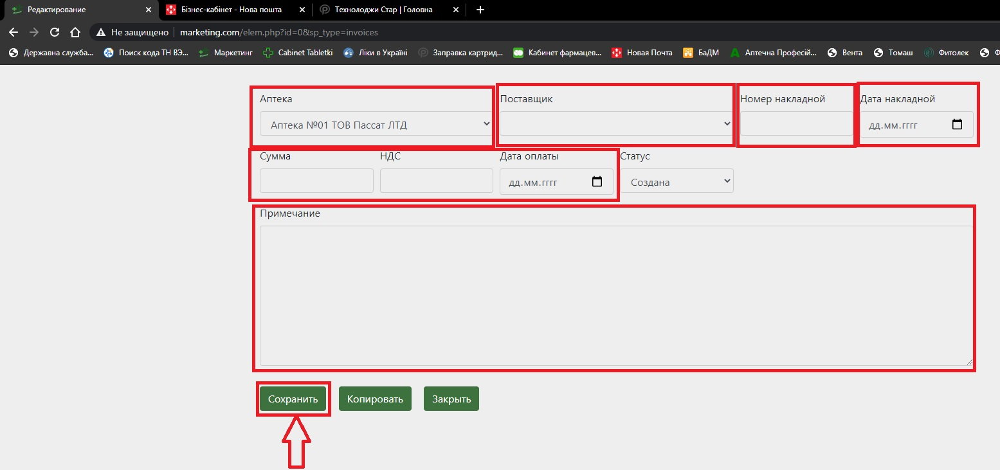 Редактирование
Бізнес-кабінет - Нова пошта
Технолоджи Стар | Головна
Не защищено
marketing.com/elem.php?id=0&sp_type=invoices
Державна служба...
Поиск кода ТН ВЭ...
Маркетинг
Cabinet Tabletki
Ліки в Україні
Заправка картрид...
Кабинет фармацев...
Новая Почта
БаДМ
Аптечна Професій...
Вента
Томаш
Фитолек
Аптека
Поставщик
Номер накладной
Дата накладной
Аптека №01 ТОВ Пассат ЛТД
дд.мм.гггг
Сумма
НДС
Дата оплаты
Статус
дд.мм.гггг
Создана
Примечание
Сохранить
Копировать
Закрыть